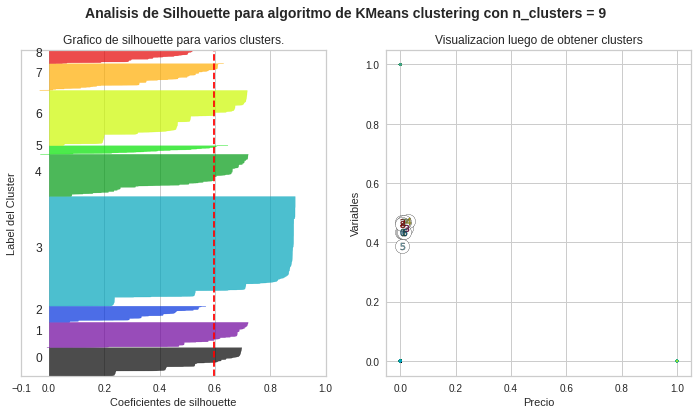 Analisis de Silhouette para algoritmo de KMeans clustering con n_clusters = 9
Grafico de silhouette para varios clusters.
Label del Cluster
8
7
6
5
4
3
2
1
0
-0.1 0.0 0.2 0.4 0.6 0.8 1.0
Coeficientes de silhouette
Visualizacion luego de obtener clusters
Variables
1.0
0.8
0.6
0.4
0.2
0.0
5
0.0 0.2 0.4 0.6 0.8 1.0
Precio